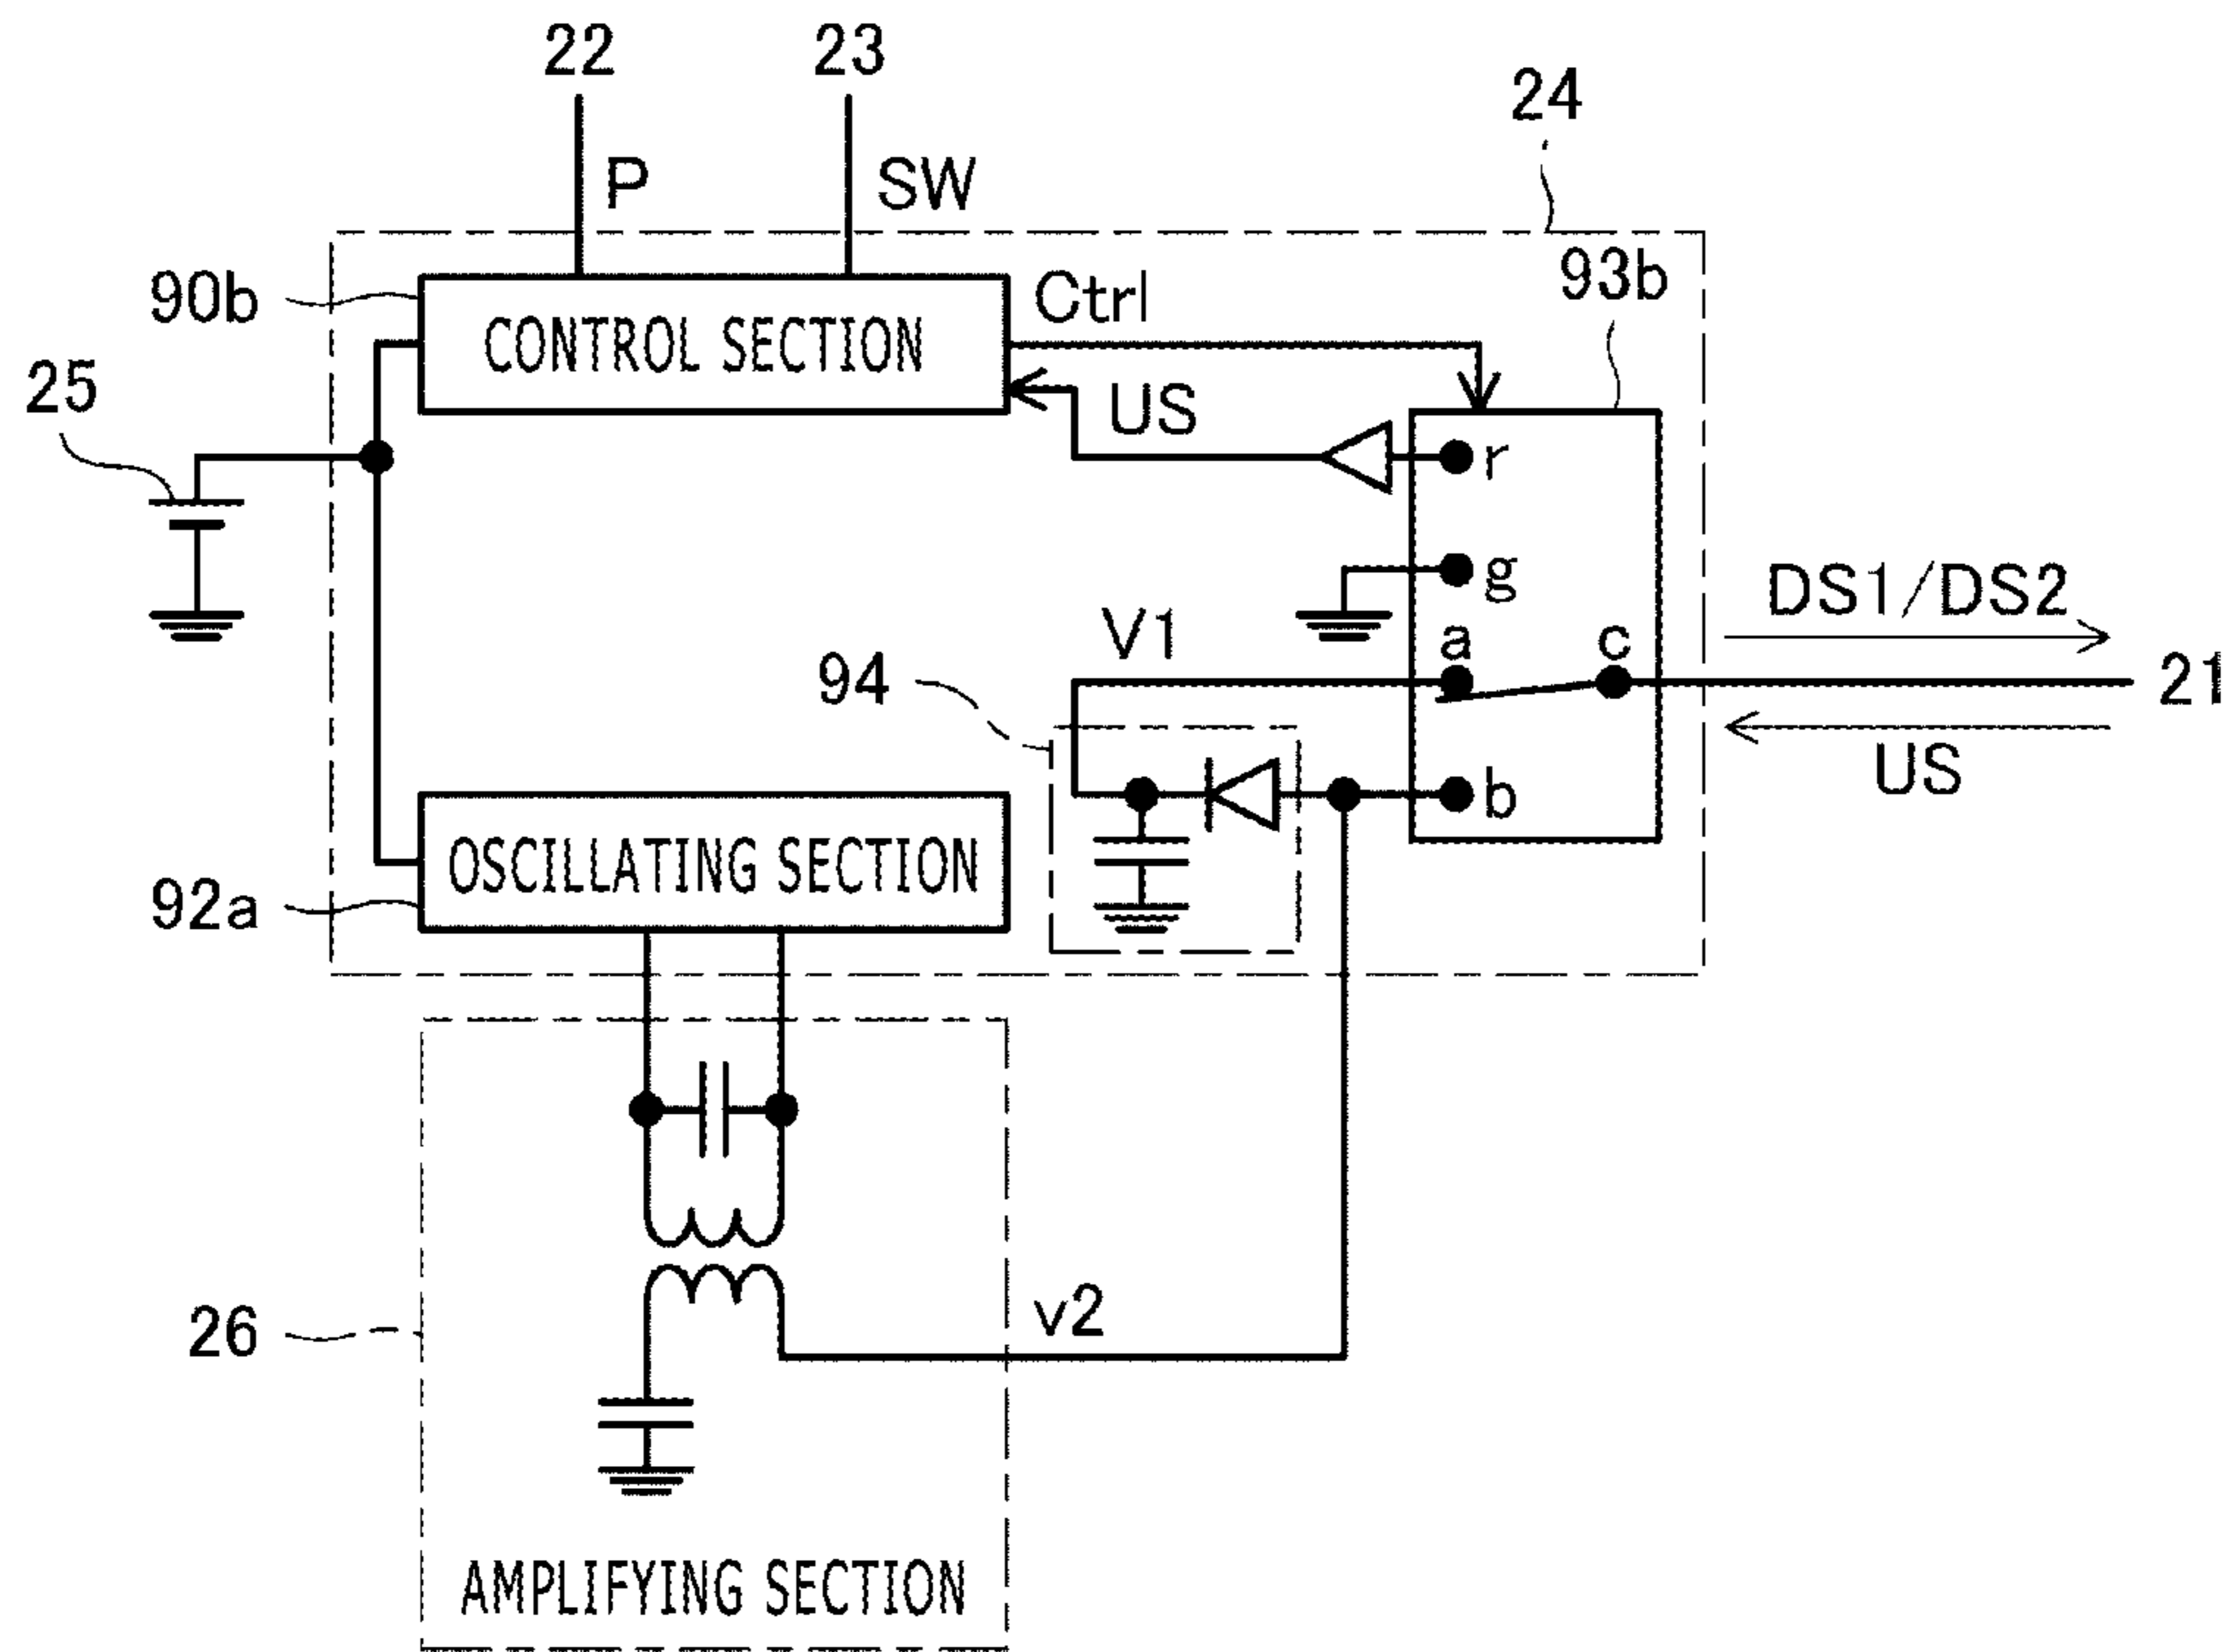 22
23
24
P
SW
90b
CONTROL SECTION
Ctrl
93b
25
US
r
g
DS1/DS2
V1
a
c
94
21
US
b
OSCILLATING SECTION
92a
26
v2
AMPLIFYING SECTION